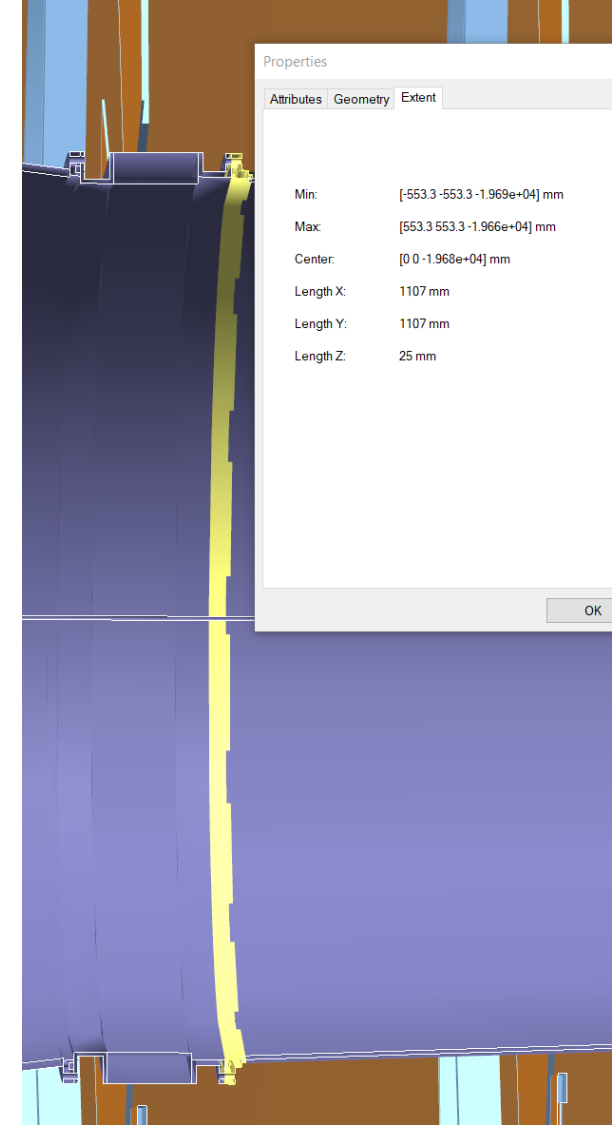 Properties
Attributes Geometry Extent
Min: [-553.3 -553.3 -1.969e+04] mm
Max: [553.3 553.3 -1.966e+04] mm
Center: [0 0 -1.968e+04] mm
Length X: 1107 mm
Length Y: 1107 mm
Length Z: 25 mm
OK